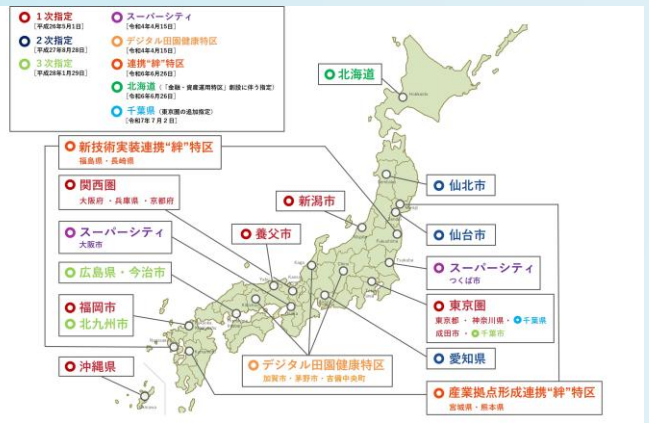 １次指定
[平成26年5月1日]
２次指定
[平成27年8月28日]
３次指定
[平成28年1月29日]
スーパーシティ
[令和4年4月15日]
デジタル田園健康特区
[令和4年4月15日]
連携“絆”特区
[令和6年6月26日]
北海道（「金融・資産運用特区」創設に伴う指定）
[令和6年6月26日]
千葉県（東京圏の追加指定）
[令和7年７月２日]
北海道
新技術実装連携“絆”特区
福島県・長崎県
関西圏
大阪府・兵庫県・京都府
新潟市
仙北市
スーパーシティ
大阪市
養父市
仙台市
広島県・今治市
スーパーシティ
つくば市
福岡市
北九州市
東京圏
東京都・神奈川県・千葉県
成田市・千葉市
沖縄県
デジタル田園健康特区
加賀市・茅野市・吉備中央町
愛知県
産業拠点形成連携“絆”特区
宮城県・熊本県